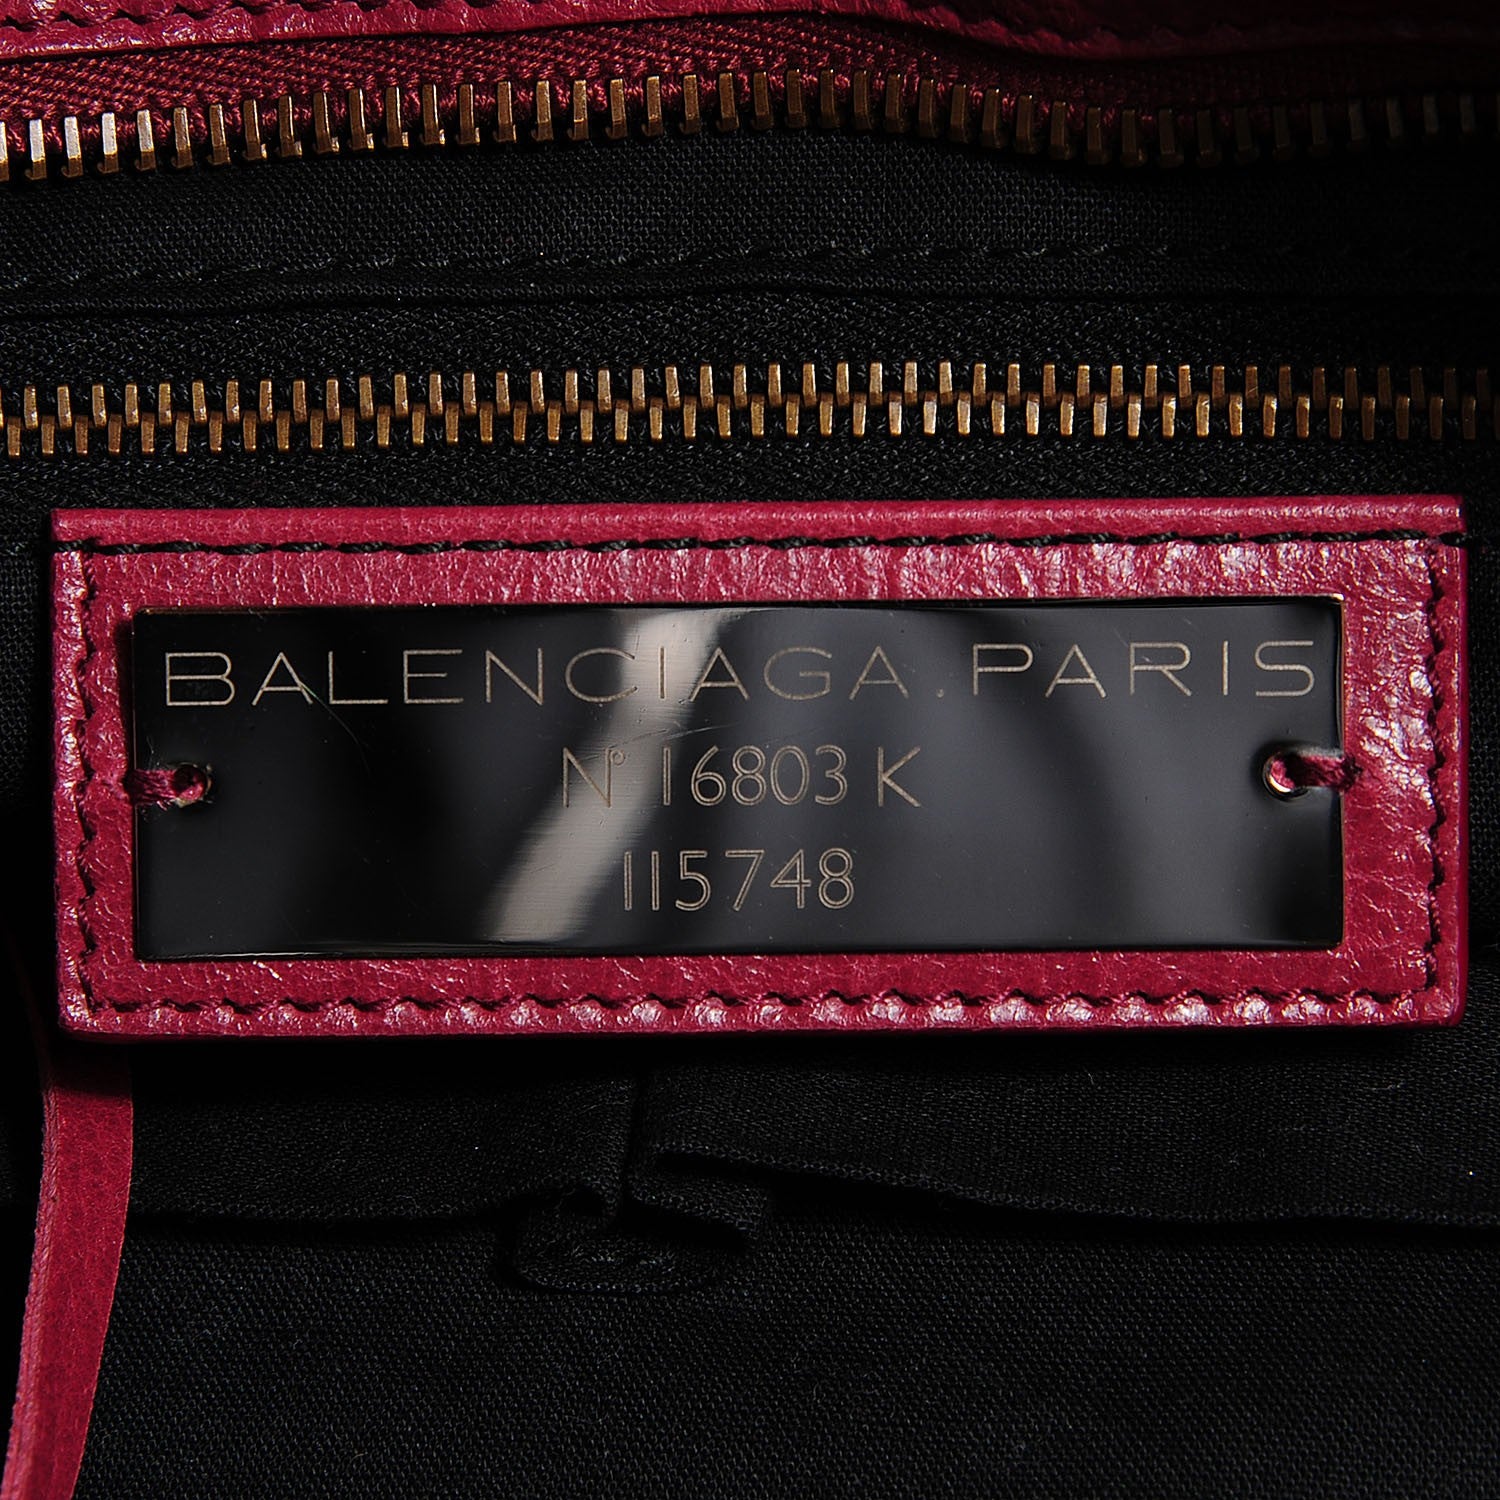 BALENCIAGA.PARIS
N° 16803 K
115748